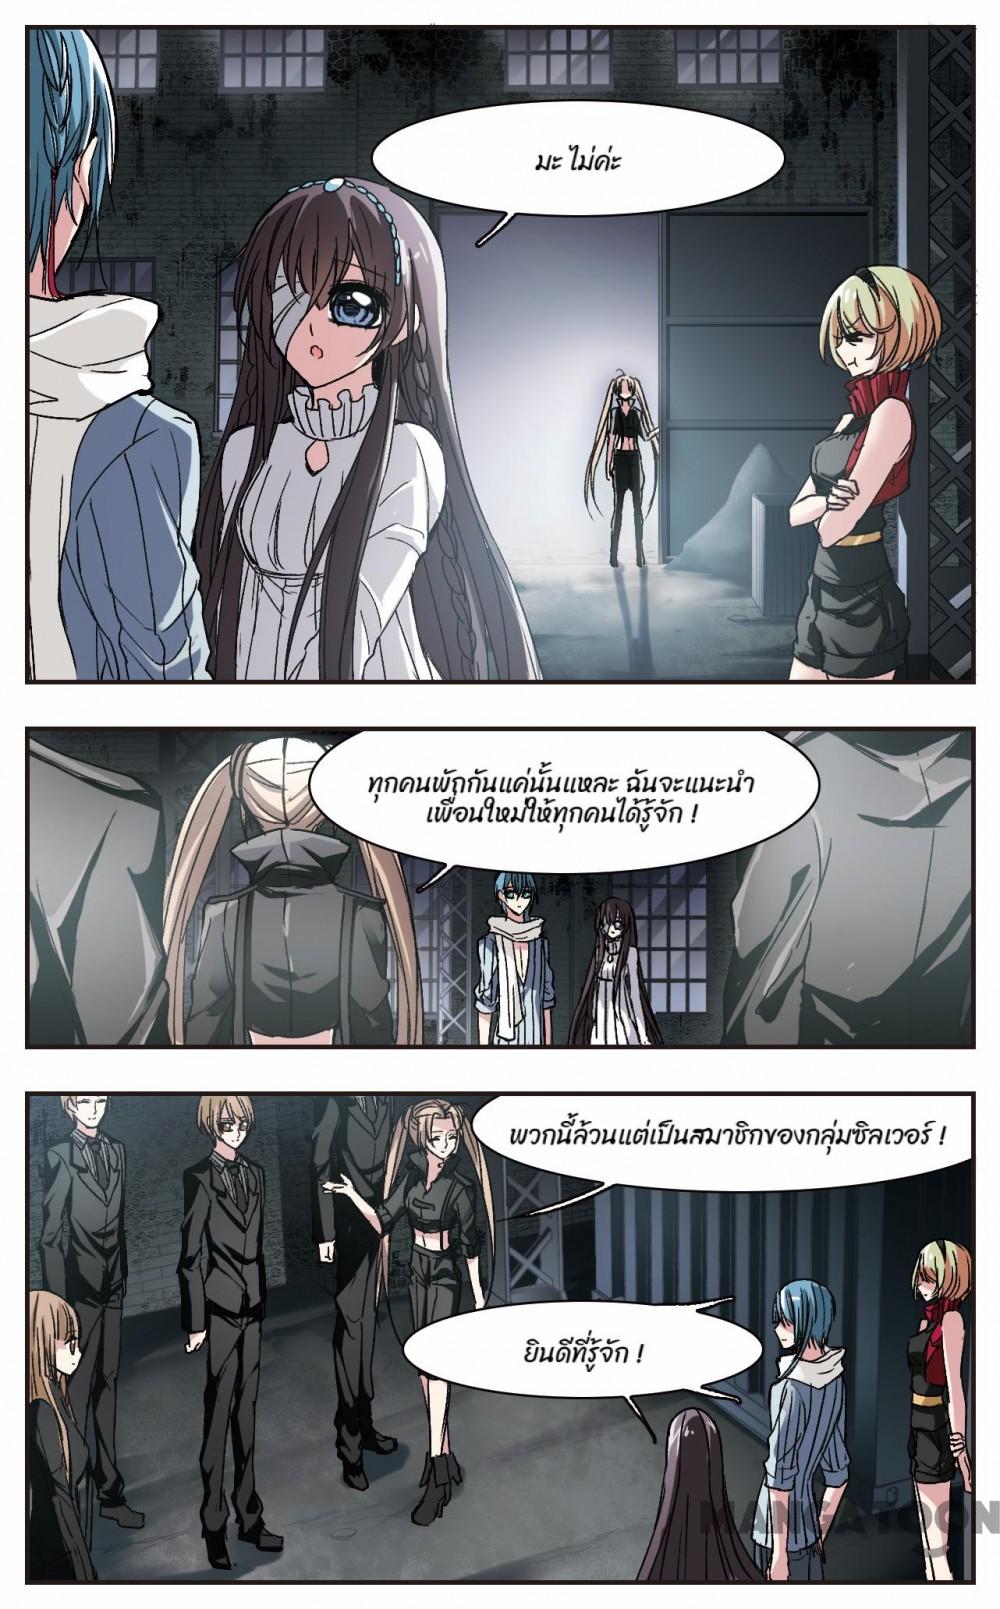 มะ ไม่ค่ะ
ทุกคนพักกันแค่นั้นแหละ ฉันจะแนะนำ
เพื่อนใหม่ให้ทุกคนได้รู้จัก !
พวกนี้ล้วนแต่เป็นสมาชิกของกลุ่มซิลเวอร์ !
ยินดีที่รู้จัก !
MANGATOON